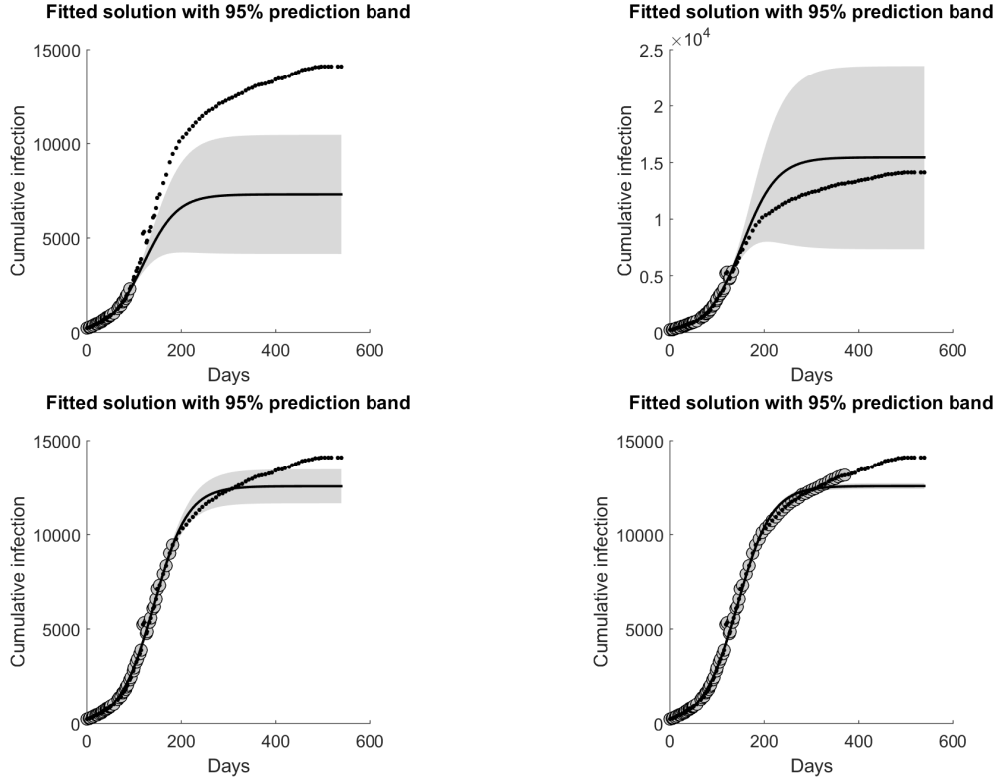 Fitted solution with 95% prediction band
15000
10000
5000
0
Cumulative infection
0 200 400 600
Days
Fitted solution with 95% prediction band
×10⁴
2.5
2
1.5
1
0.5
0
Cumulative infection
0 200 400 600
Days
Fitted solution with 95% prediction band
15000
10000
5000
0
Cumulative infection
0 200 400 600
Days
Fitted solution with 95% prediction band
15000
10000
5000
0
Cumulative infection
0 200 400 600
Days